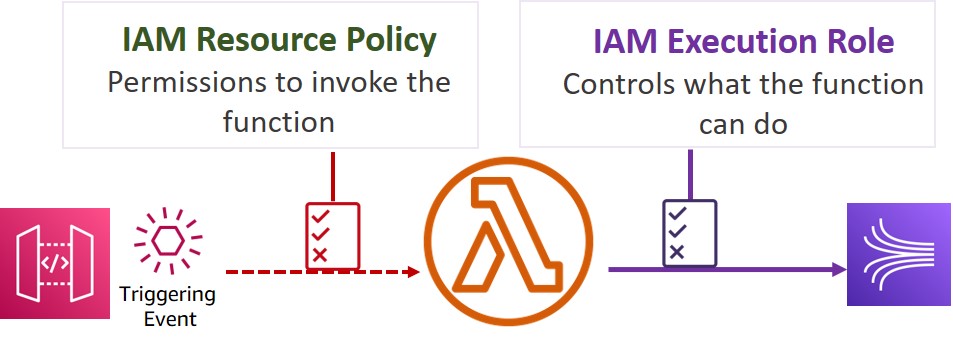 IAM Resource Policy
Permissions to invoke the
function
IAM Execution Role
Controls what the function
can do
</>
Triggering
Event